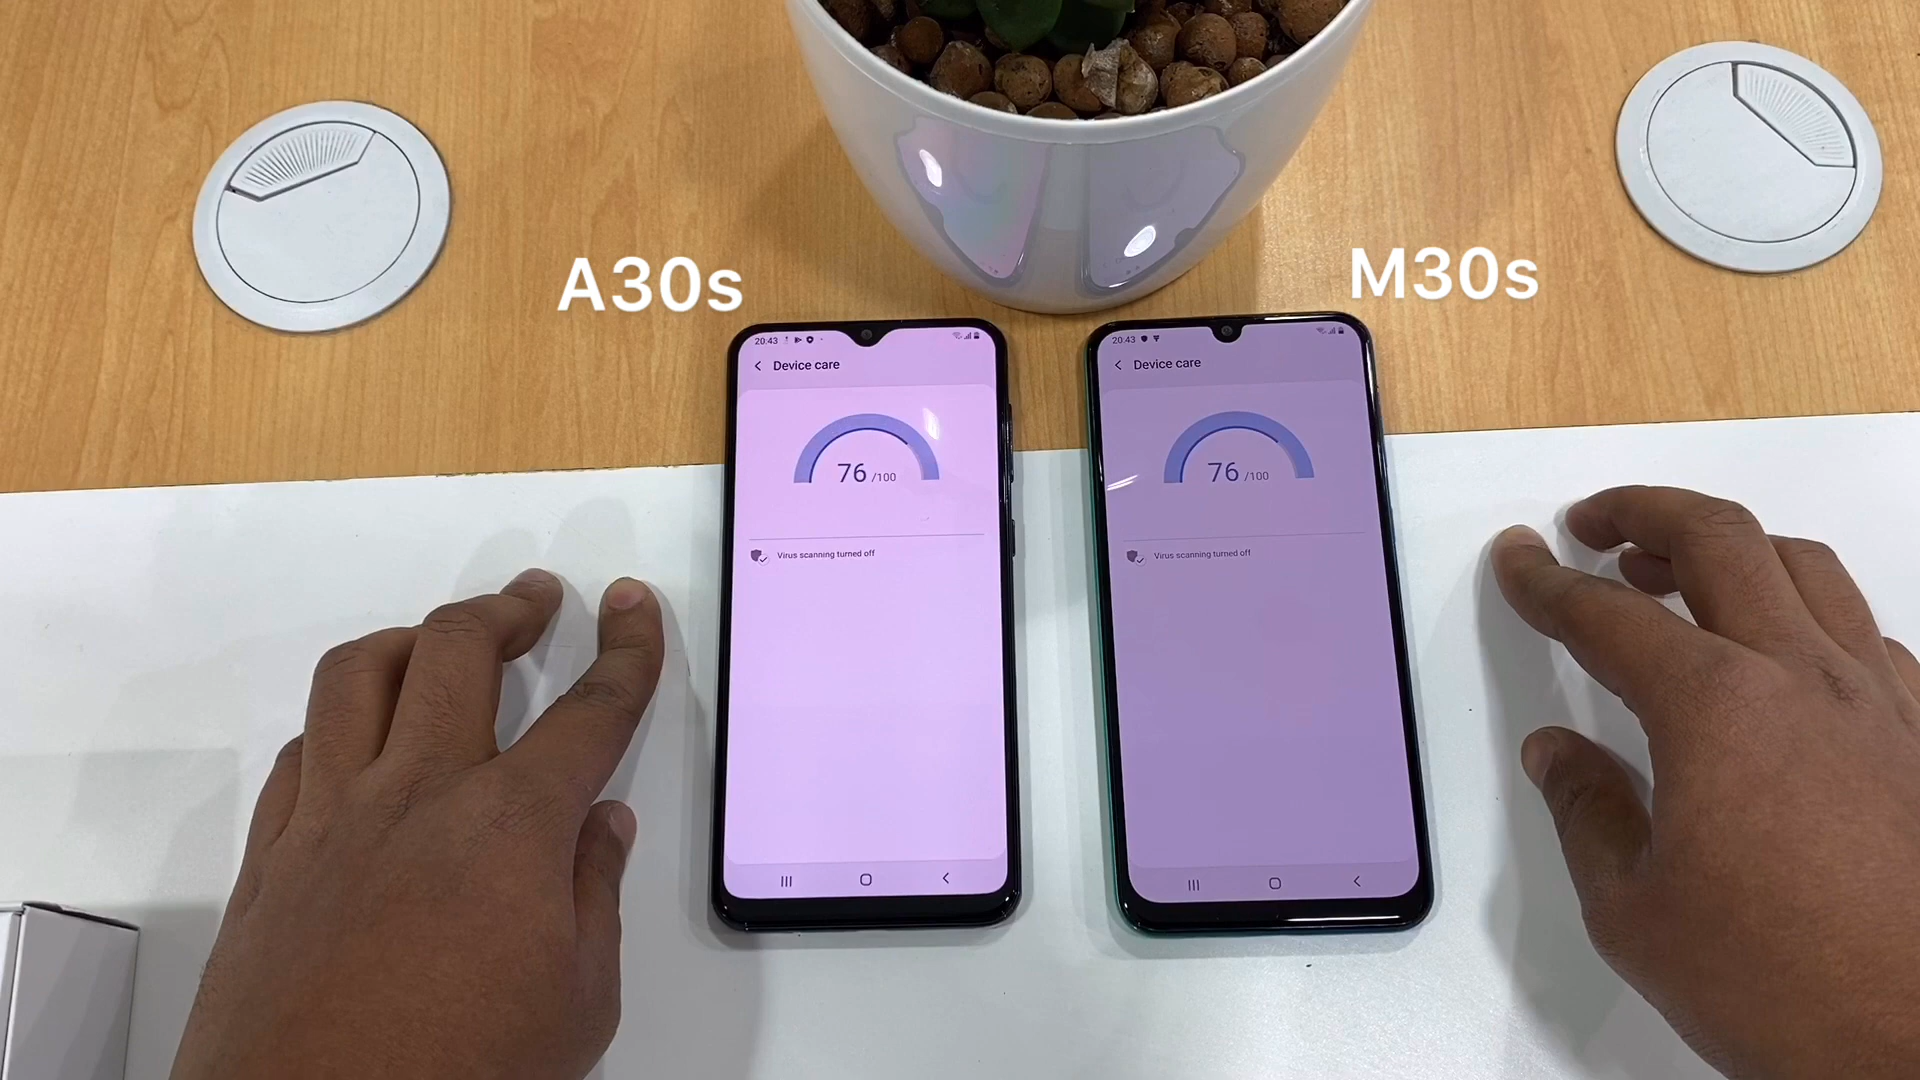 A30s
M30s
20:43
Device care
76 /100
Virus scanning turned off
20:43
Device care
76 /100
Virus scanning turned off